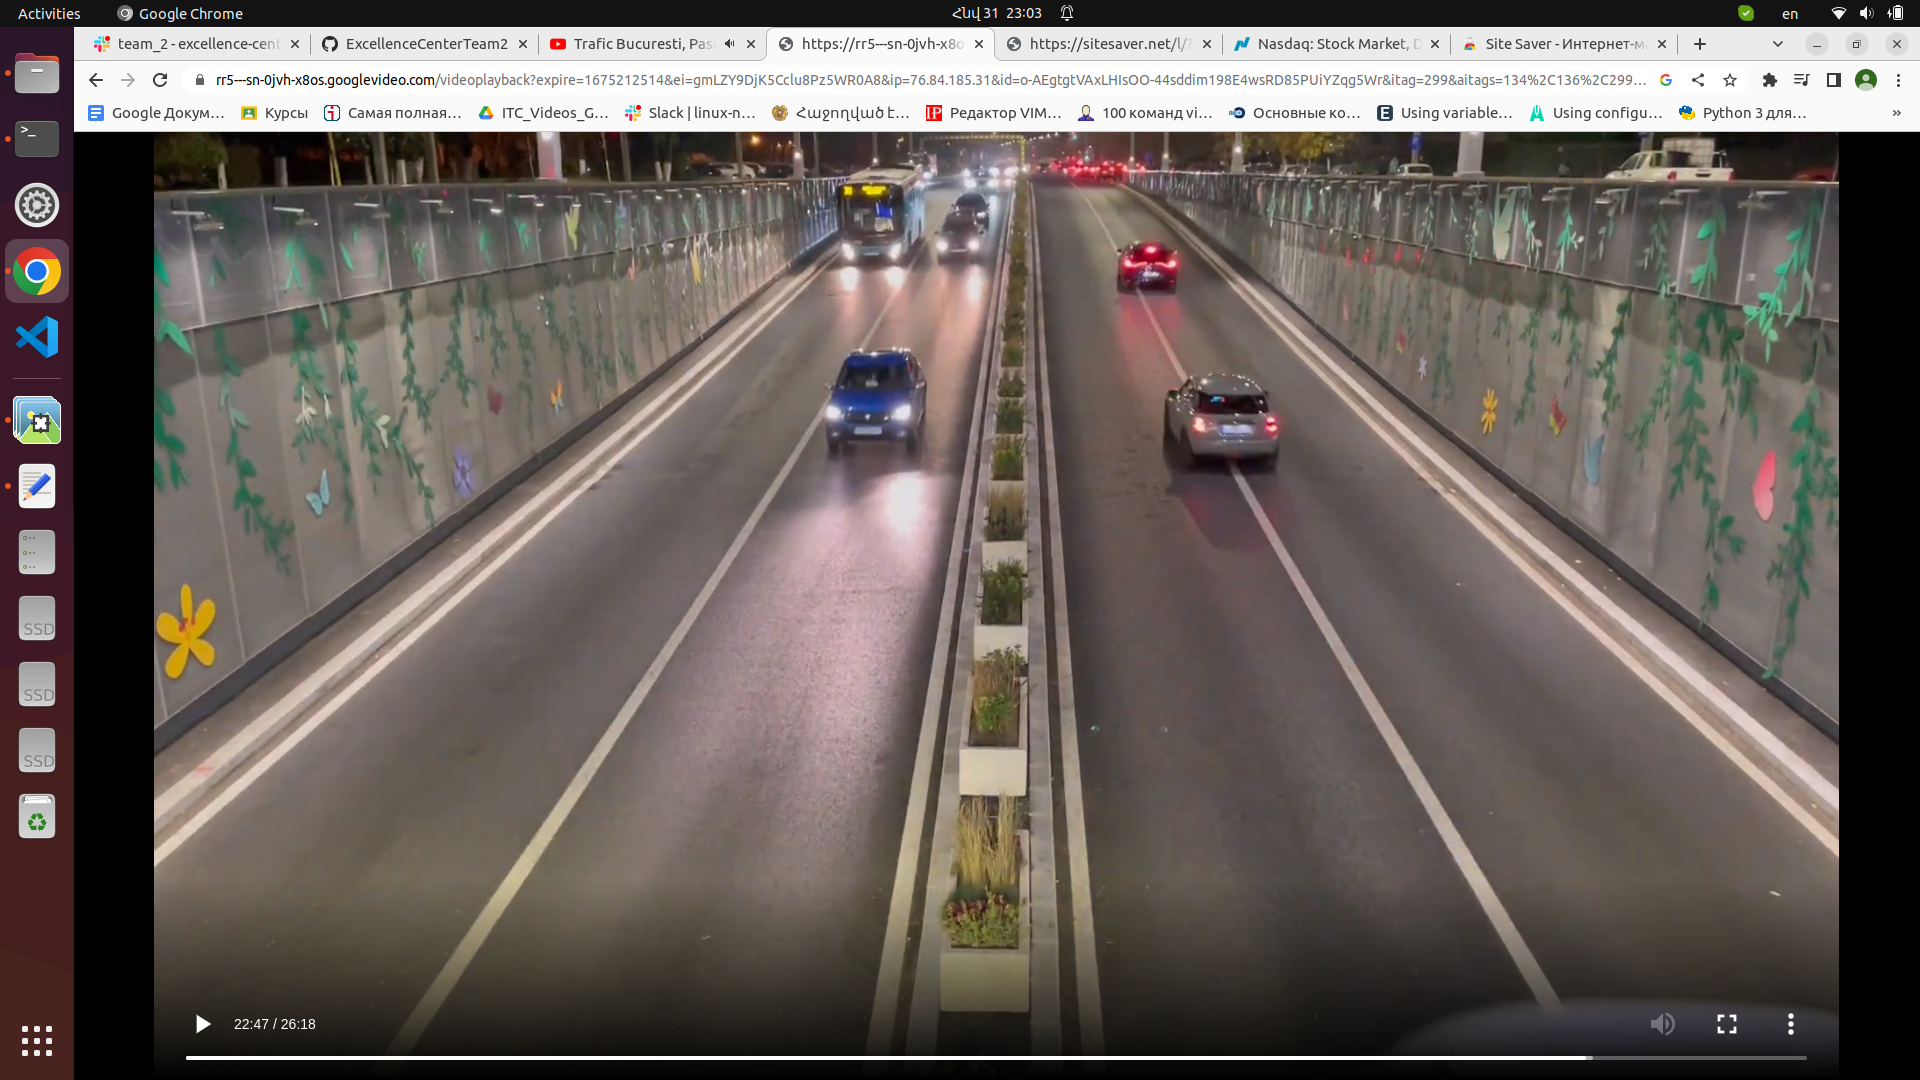 Activities
Google Chrome
Հնվ 31 23:03
en
team_2 - excellence-cent
ExcellenceCenterTeam2
Trafic Bucuresti, Pas
https://rr5---sn-0jvh-x8o
https://sitesaver.net/l/?
Nasdaq: Stock Market, D
Site Saver - Интернет-м
rr5---sn-0jvh-x8os.googlevideo.com/videoplayback?expire=1675212514&ei=gmLZY9DjK5Cclu8Pz5WR0A8&ip=76.84.185.31&id=o-AEgtgtVAxLHIsOO-44sddim198E4wsRD85PUiYZqg5Wr&itag=299&aitags=134%2C136%2C299...
Google Докум...
Курсы
Самая полная...
ITC_Videos_G...
Slack | linux-n...
Հաջողված է...
Редактор VIM...
100 команд vi...
Основные ко...
Using variable...
Using configu...
Python 3 для...
»
>_
SSD
SSD
SSD
22:47 / 26:18